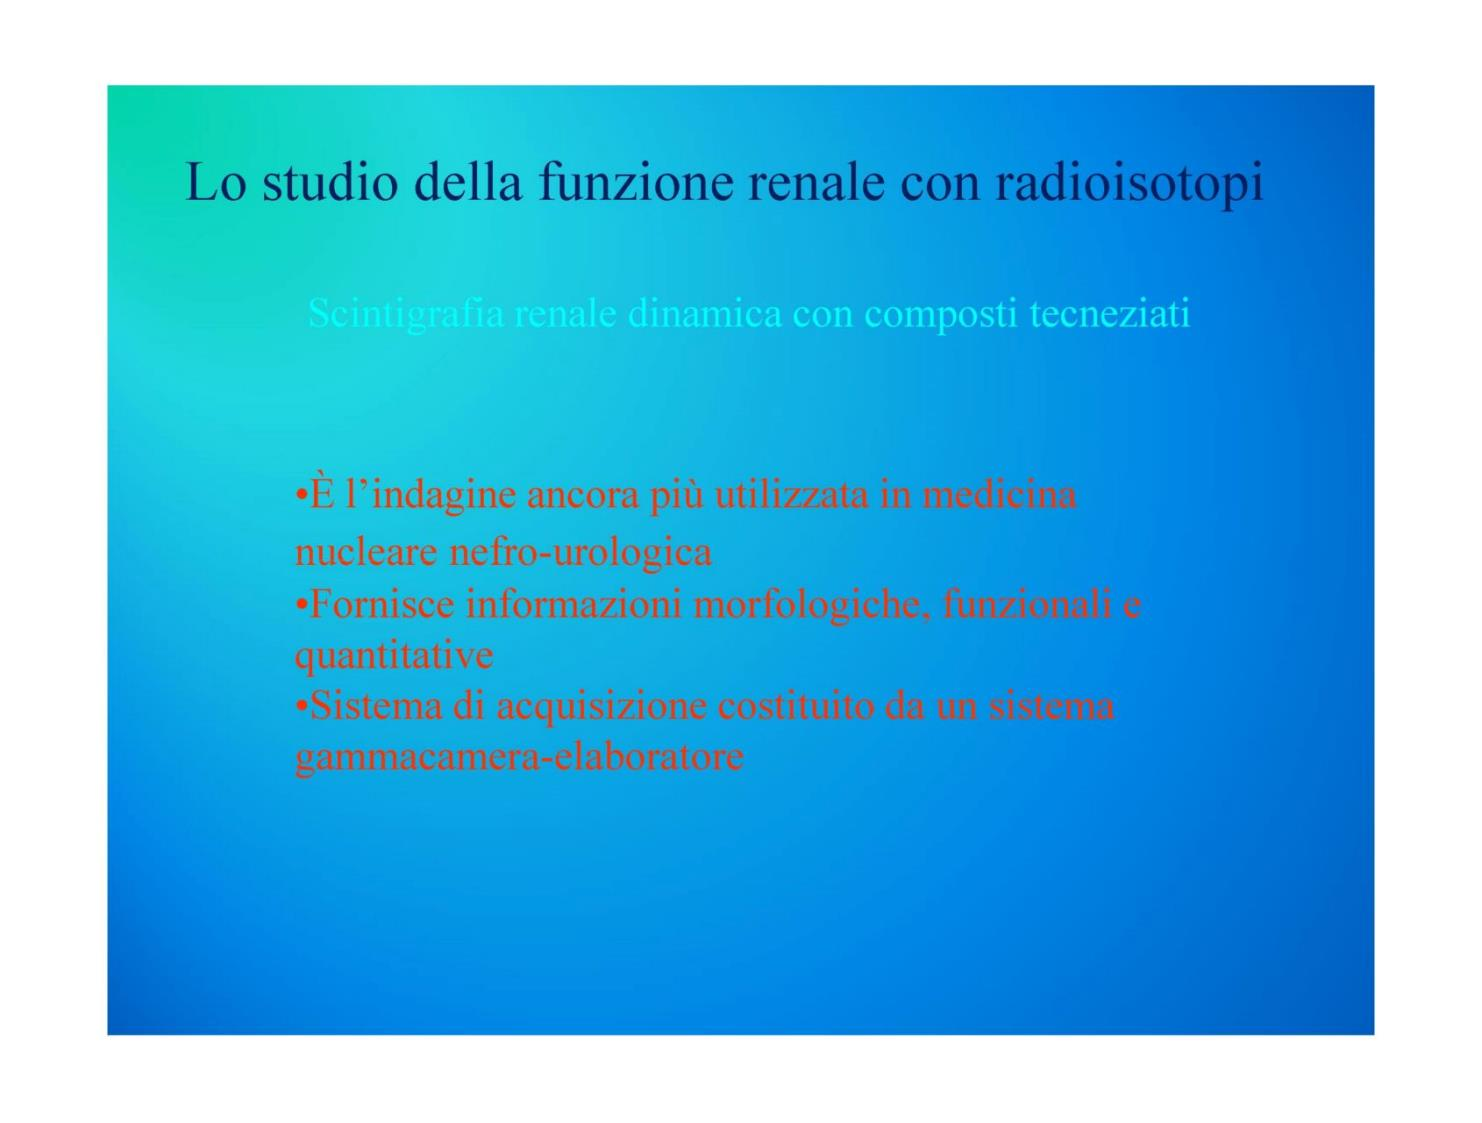 Lo studio della funzione renale con radioisotopi
Scintigrafia renale dinamica con composti tecneziati
•È l’indagine ancora più utilizzata in medicina
nucleare nefro-urologica
•Fornisce informazioni morfologiche, funzionali e
quantitative
•Sistema di acquisizione costituito da un sistema
gammacamera-elaboratore